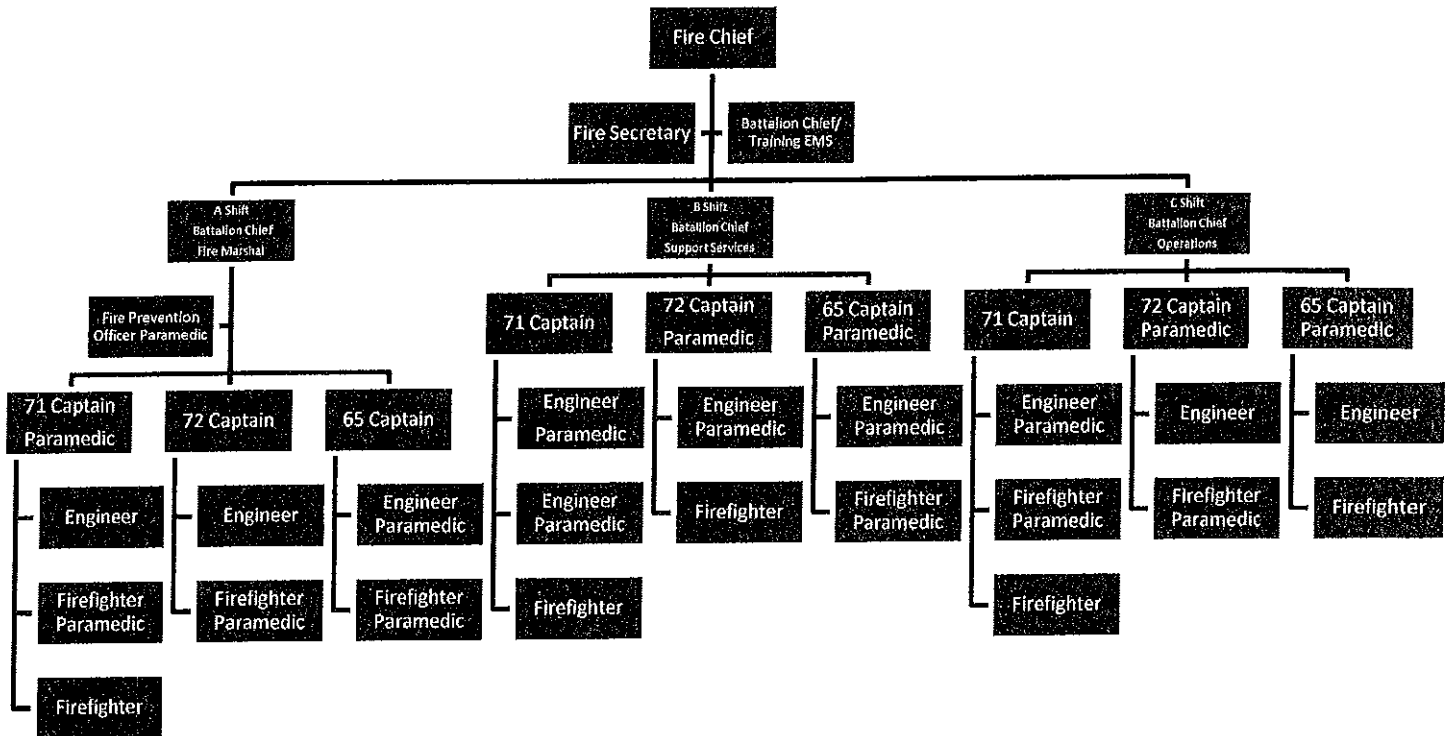 Fire Chief
Fire Secretary
Battalion Chief/
Training EMS
A Shift
Battalion Chief
Fire Marshal
B Shift
Battalion Chief
Support Services
C Shift
Battalion Chief
Operations
Fire Prevention
Officer Paramedic
71 Captain
Paramedic
Engineer
Firefighter
Paramedic
Firefighter
72 Captain
Engineer
Firefighter
Paramedic
65 Captain
Engineer
Paramedic
Firefighter
Paramedic
71 Captain
Engineer
Paramedic
Engineer
Paramedic
Firefighter
72 Captain
Paramedic
Engineer
Paramedic
Firefighter
65 Captain
Paramedic
Engineer
Paramedic
Firefighter
Paramedic
71 Captain
Engineer
Paramedic
Firefighter
Paramedic
Firefighter
72 Captain
Paramedic
Engineer
Firefighter
Paramedic
65 Captain
Paramedic
Engineer
Firefighter